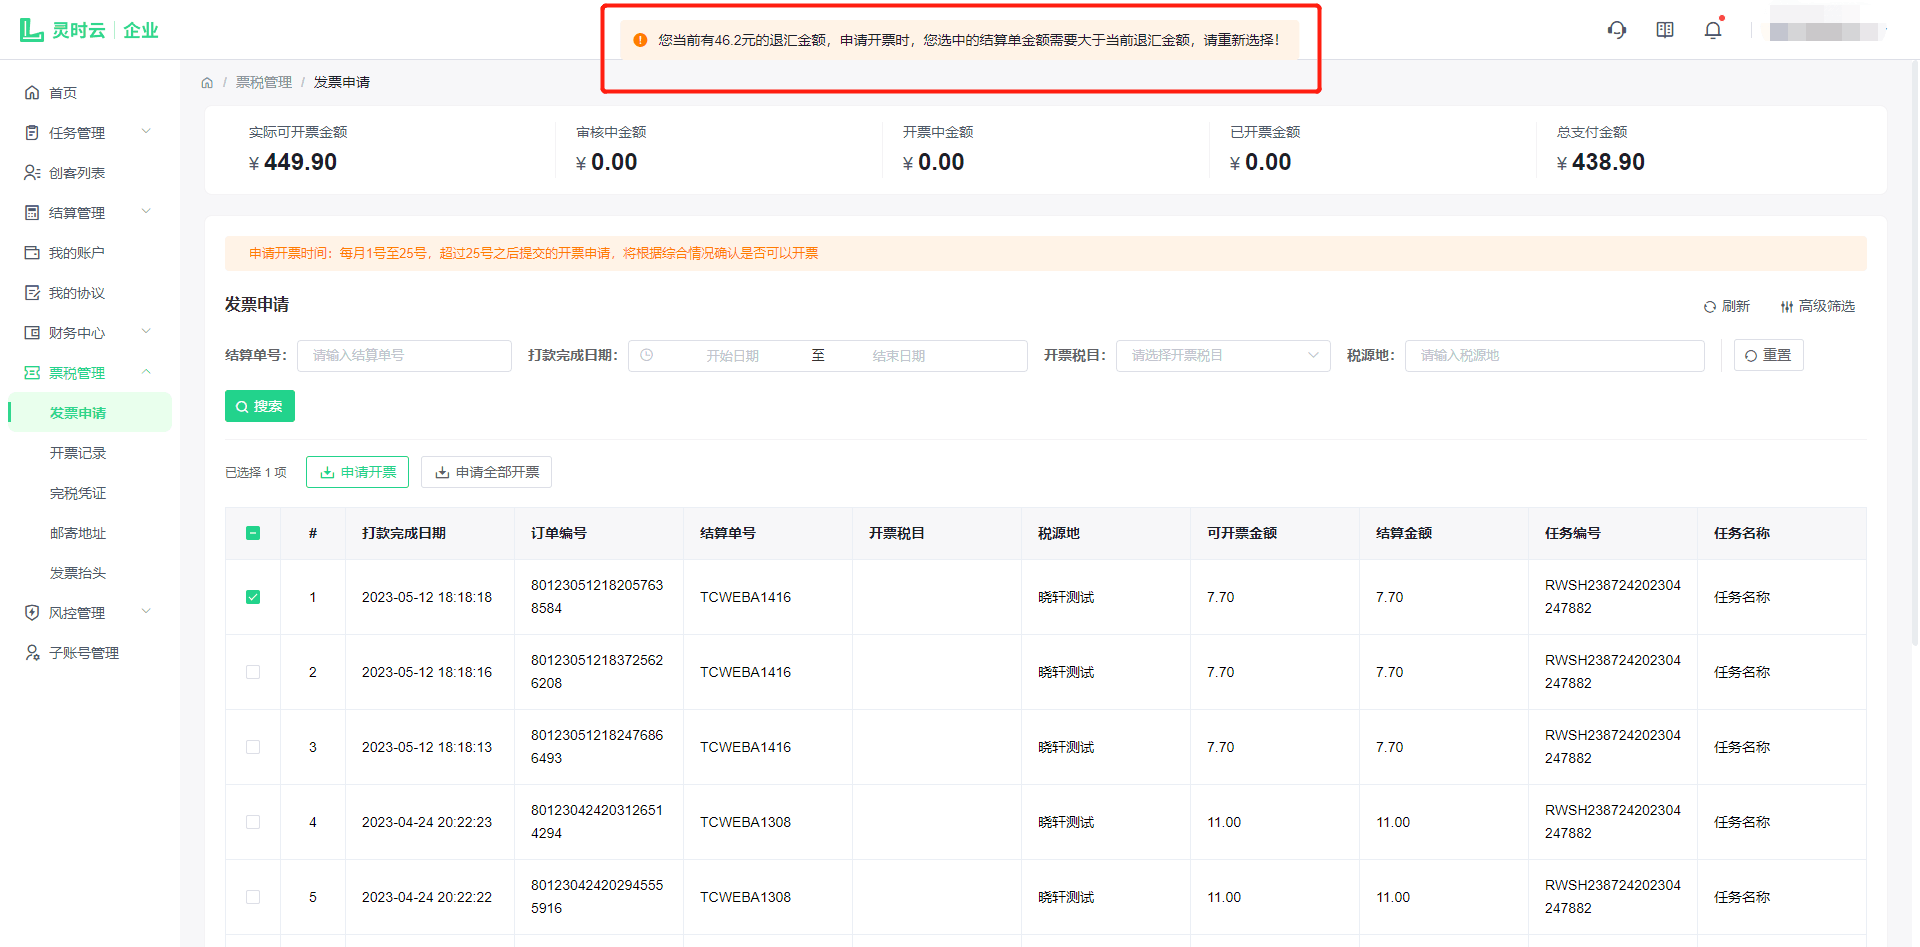 灵时云 企业
您当前有46.2元的退汇金额，申请开票时，您选中的结算单金额需要大于当前退汇金额，请重新选择！
首页
任务管理
创客列表
结算管理
我的账户
我的协议
财务中心
票税管理
发票申请
开票记录
完税凭证
邮寄地址
发票抬头
风控管理
子账号管理
/ 票税管理 / 发票申请
实际可开票金额 审核中金额 开票中金额 已开票金额 总支付金额
¥ 449.90 ¥ 0.00 ¥ 0.00 ¥ 0.00 ¥ 438.90
申请开票时间：每月1号至25号，超过25号之后提交的开票申请，将根据综合情况确认是否可以开票
发票申请 刷新 高级筛选
结算单号： 请输入结算单号 打款完成日期： 开始日期 至 结束日期 开票税目： 请选择开票税目 税源地： 请输入税源地 重置
搜索
已选择 1 项 申请开票 申请全部开票
# 打款完成日期 订单编号 结算单号 开票税目 税源地 可开票金额 结算金额 任务编号 任务名称
1 2023-05-12 18:18:18 80123051218205763 TCWEBA1416 晓轩测试 7.70 7.70 RWSH238724202304 任务名称
8584 247882
2 2023-05-12 18:18:16 80123051218372562 TCWEBA1416 晓轩测试 7.70 7.70 RWSH238724202304 任务名称
6208 247882
3 2023-05-12 18:18:13 80123051218247686 TCWEBA1416 晓轩测试 7.70 7.70 RWSH238724202304 任务名称
6493 247882
4 2023-04-24 20:22:23 80123042420312651 TCWEBA1308 晓轩测试 11.00 11.00 RWSH238724202304 任务名称
4294 247882
5 2023-04-24 20:22:22 80123042420294555 TCWEBA1308 晓轩测试 11.00 11.00 RWSH238724202304 任务名称
5916 247882